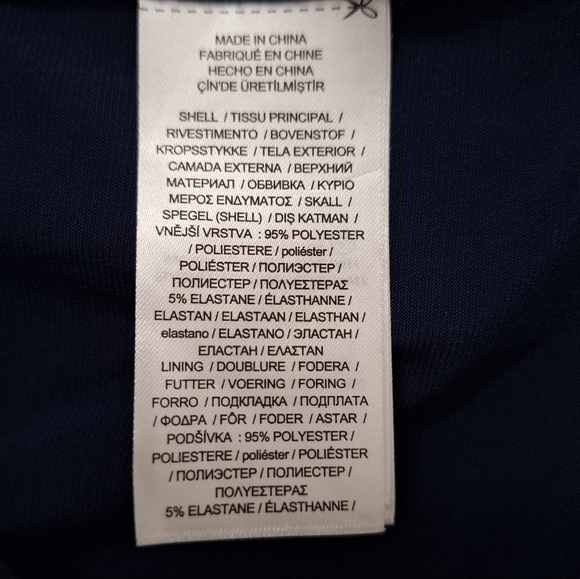 MADE IN CHINA
FABRIQUÉ EN CHINE
HECHO EN CHINA
ÇİN'DE ÜRETİLMİŞTİR
SHELL / TISSU PRINCIPAL /
RIVESTIMENTO / BOVENSTOF /
KROPSSTYKKE / TELA EXTERIOR /
CAMADA EXTERNA / ВЕРХНИЙ
МАТЕРИАЛ / ОБВИВКА / ΚΥΡΙΟ
ΜΕΡΟΣ ΕΝΔΥΜΑΤΟΣ / SKALL /
SPEGEL (SHELL) / DIŞ KATMAN /
VNĚJŠÍ VRSTVA : 95% POLYESTER
/ POLIESTERE / poliéster /
POLIÉSTER / ПОЛИЭСТЕР /
ПОЛИЕСТЕР / ΠΟΛΥΕΣΤΕΡΑΣ
5% ELASTANE / ÉLASTHANNE /
ELASTAN / ELASTAAN / ELASTHAN /
elastano / ELASTANO / ЭЛАСТАН /
ЕЛАСТАН / ΕΛΑΣΤΑΝ
LINING / DOUBLURE / FODERA /
FUTTER / VOERING / FORING /
FORRO / ПОДКЛАДКА / ПОДПЛАТА
/ ΦΟΔΡΑ / FÔR / FODER / ASTAR /
PODŠÍVKA : 95% POLYESTER /
POLIESTERE / poliéster / POLIÉSTER
/ ПОЛИЭСТЕР / ПОЛИЕСТЕР /
ΠΟΛΥΕΣΤΕΡΑΣ
5% ELASTANE / ÉLASTHANNE /